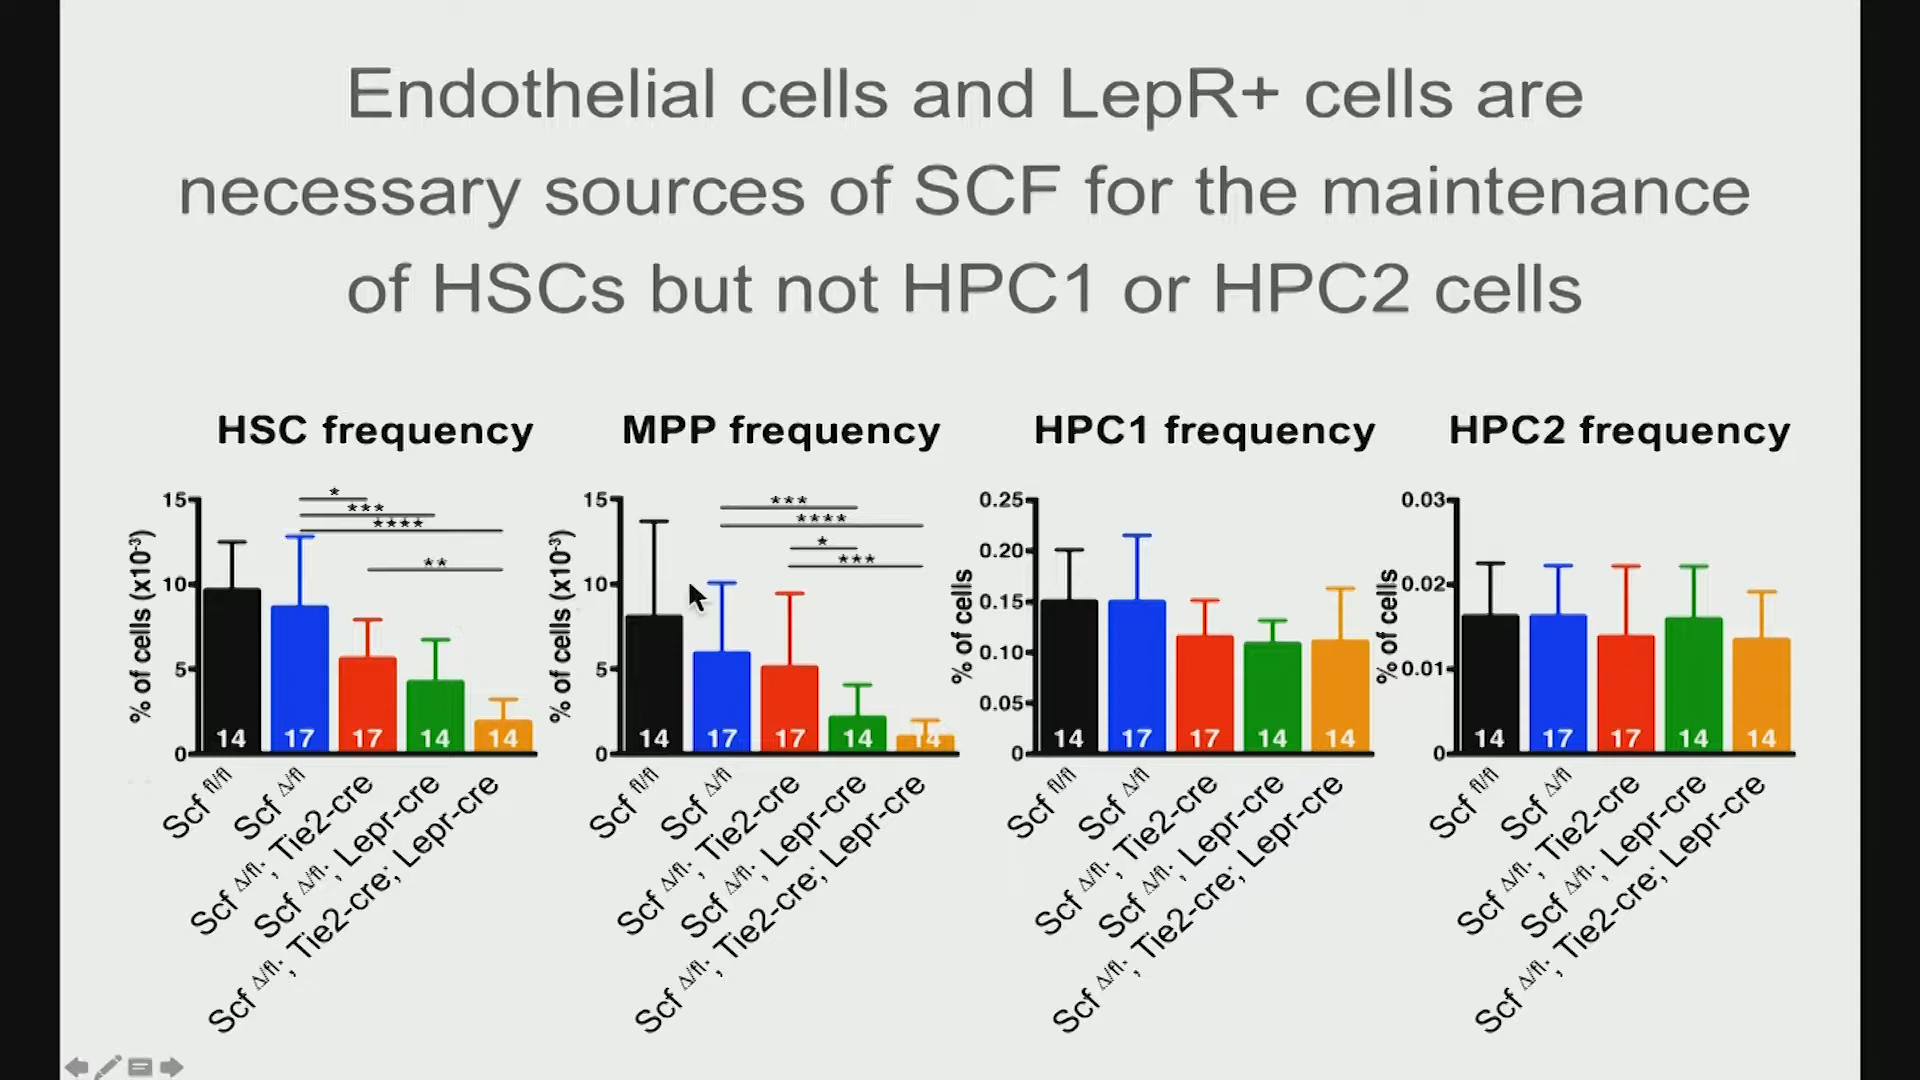 Endothelial cells and LepR+ cells are
necessary sources of SCF for the maintenance
of HSCs but not HPC1 or HPC2 cells
HSC frequency
% of cells (x10⁻³)
15
10
5
0
*
***
****
**
14 17 17 14 14
Scf fl/fl
Scf Δ/fl
Scf Δ/fl; Tie2-cre
Scf Δ/fl; Lepr-cre
Scf Δ/fl; Tie2-cre; Lepr-cre
MPP frequency
% of cells (x10⁻³)
15
10
5
0
***
****
*
***
14 17 17 14 14
Scf fl/fl
Scf Δ/fl
Scf Δ/fl; Tie2-cre
Scf Δ/fl; Lepr-cre
Scf Δ/fl; Tie2-cre; Lepr-cre
HPC1 frequency
% of cells
0.25
0.20
0.15
0.10
0.05
0
14 17 17 14 14
Scf fl/fl
Scf Δ/fl
Scf Δ/fl; Tie2-cre
Scf Δ/fl; Lepr-cre
Scf Δ/fl; Tie2-cre; Lepr-cre
HPC2 frequency
% of cells
0.03
0.02
0.01
0
14 17 17 14 14
Scf fl/fl
Scf Δ/fl
Scf Δ/fl; Tie2-cre
Scf Δ/fl; Lepr-cre
Scf Δ/fl; Tie2-cre; Lepr-cre